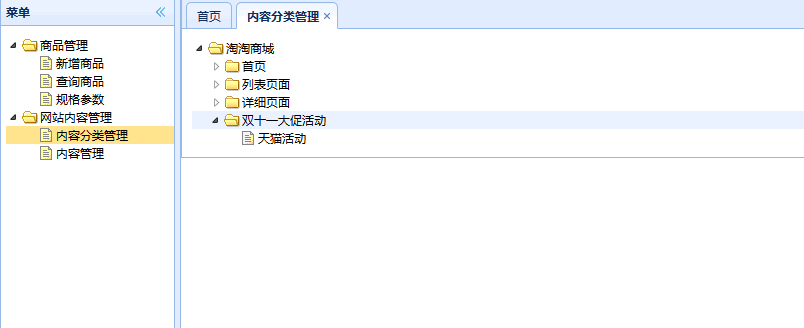 菜单
商品管理
新增商品
查询商品
规格参数
网站内容管理
内容分类管理
内容管理
首页
内容分类管理
淘淘商城
首页
列表页面
详细页面
双十一大促活动
天猫活动